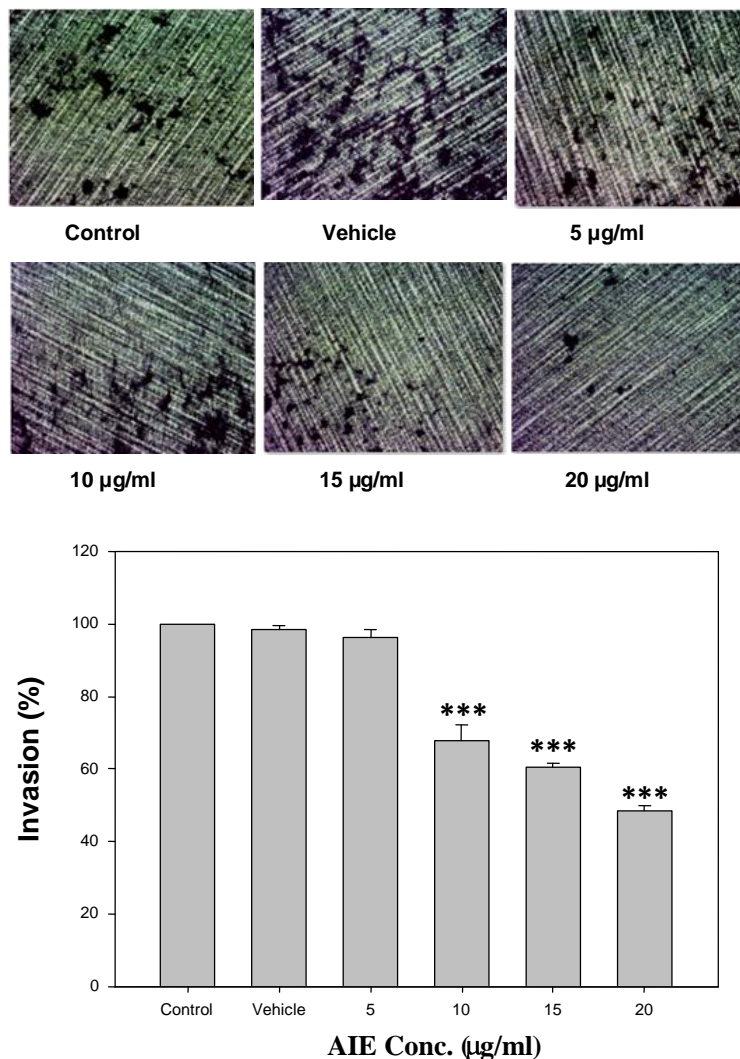 Control Vehicle 5 µg/ml
10 µg/ml 15 µg/ml 20 µg/ml
120
100
80
60
40
20
0
Invasion (%)
***
***
***
Control Vehicle 5 10 15 20
AIE Conc. (µg/ml)